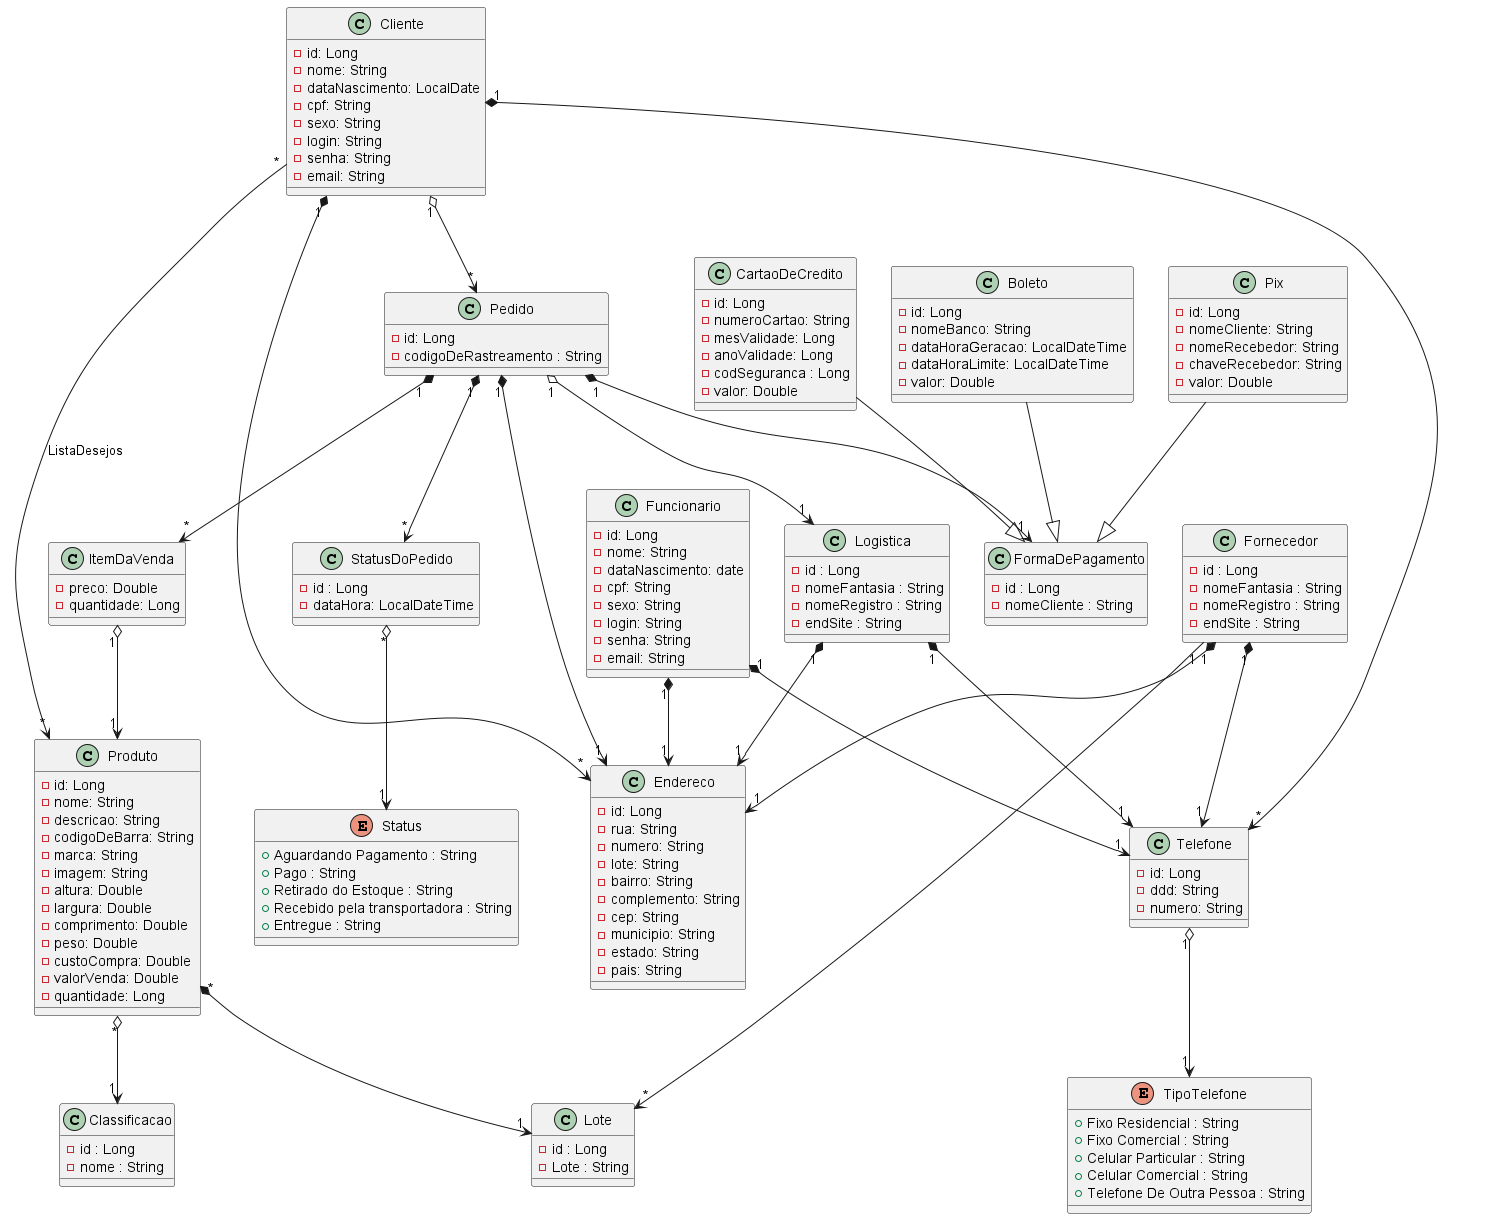 C Cliente
id: Long
nome: String
dataNascimento: LocalDate
cpf: String
sexo: String
login: String
senha: String
email: String
1
*
1
1
*
C Pedido
id: Long
codigoDeRastreamento : String
1
1
1
1
1
C CartaoDeCredito
id: Long
numeroCartao: String
mesValidade: Long
anoValidade: Long
codSeguranca : Long
valor: Double
C Boleto
id: Long
nomeBanco: String
dataHoraGeracao: LocalDateTime
dataHoraLimite: LocalDateTime
valor: Double
C Pix
id: Long
nomeCliente: String
nomeRecebedor: String
chaveRecebedor: String
valor: Double
ListaDesejos
*
*
1
1
C ItemDaVenda
preco: Double
quantidade: Long
1
1
C StatusDoPedido
id : Long
dataHora: LocalDateTime
*
1
C Funcionario
id: Long
nome: String
dataNascimento: date
cpf: String
sexo: String
login: String
senha: String
email: String
1
1
1
C Logistica
id : Long
nomeFantasia : String
nomeRegistro : String
endSite : String
1
1
C FormaDePagamento
id : Long
nomeCliente : String
C Fornecedor
id : Long
nomeFantasia : String
nomeRegistro : String
endSite : String
1
1
1
*
C Produto
id: Long
nome: String
descricao: String
codigoDeBarra: String
marca: String
imagem: String
altura: Double
largura: Double
comprimento: Double
peso: Double
custoCompra: Double
valorVenda: Double
quantidade: Long
*
*
1
E Status
Aguardando Pagamento : String
Pago : String
Retirado do Estoque : String
Recebido pela transportadora : String
Entregue : String
*
1
1
1
C Endereco
id: Long
rua: String
numero: String
lote: String
bairro: String
complemento: String
cep: String
municipio: String
estado: String
pais: String
1
1
1
*
C Telefone
id: Long
ddd: String
numero: String
1
1
C Classificacao
id : Long
nome : String
1
*
C Lote
id : Long
Lote : String
E TipoTelefone
Fixo Residencial : String
Fixo Comercial : String
Celular Particular : String
Celular Comercial : String
Telefone De Outra Pessoa : String